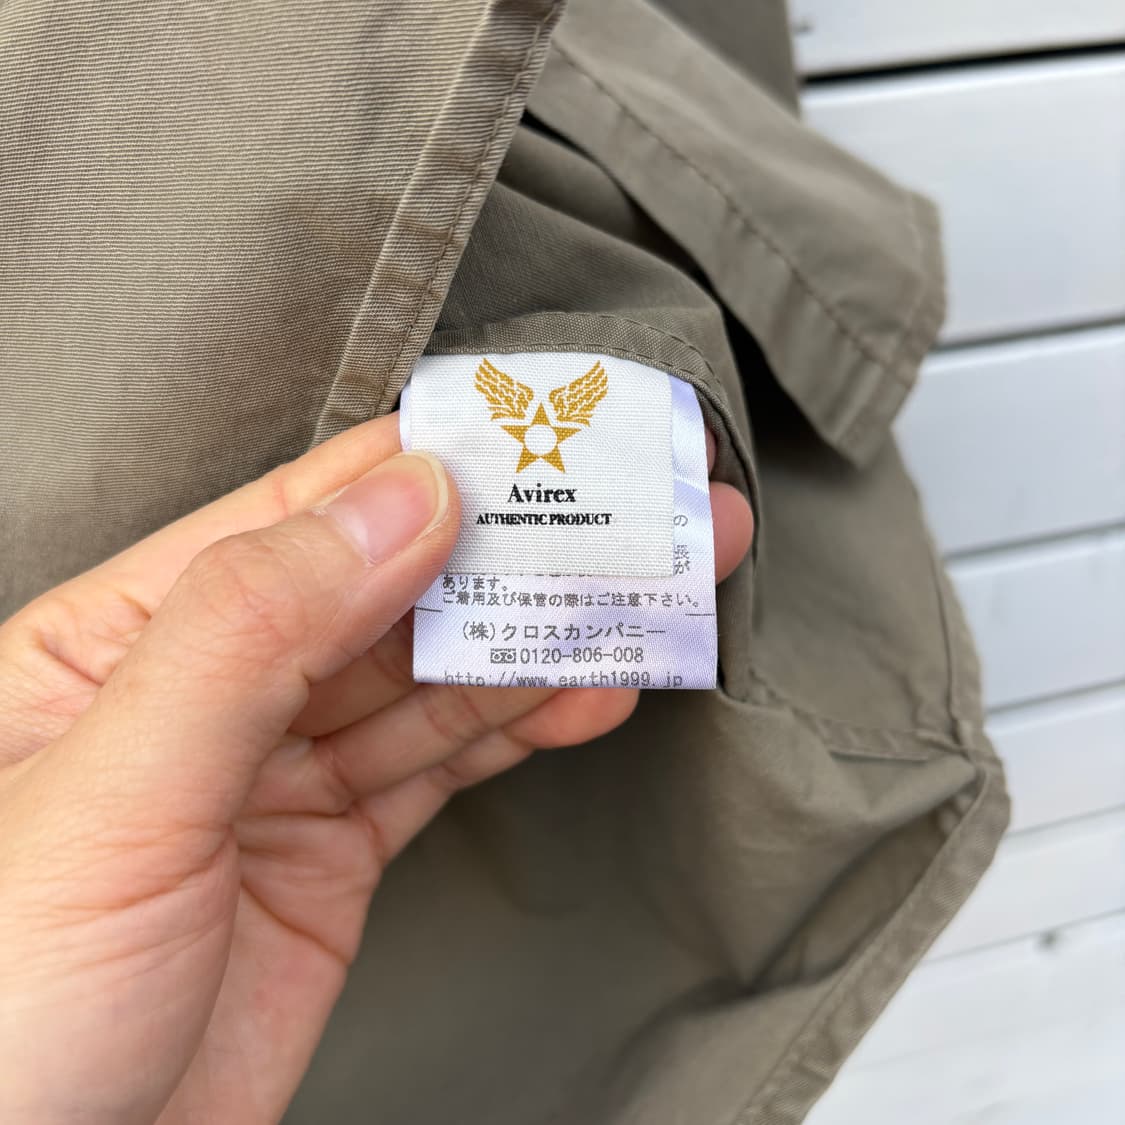 Avirex
AUTHENTIC PRODUCT
の
が
あります。
ご着用及び保管の際はご注意下さい。
(株)クロスカンパニー
0120-806-008
http://www.earth1999.jp